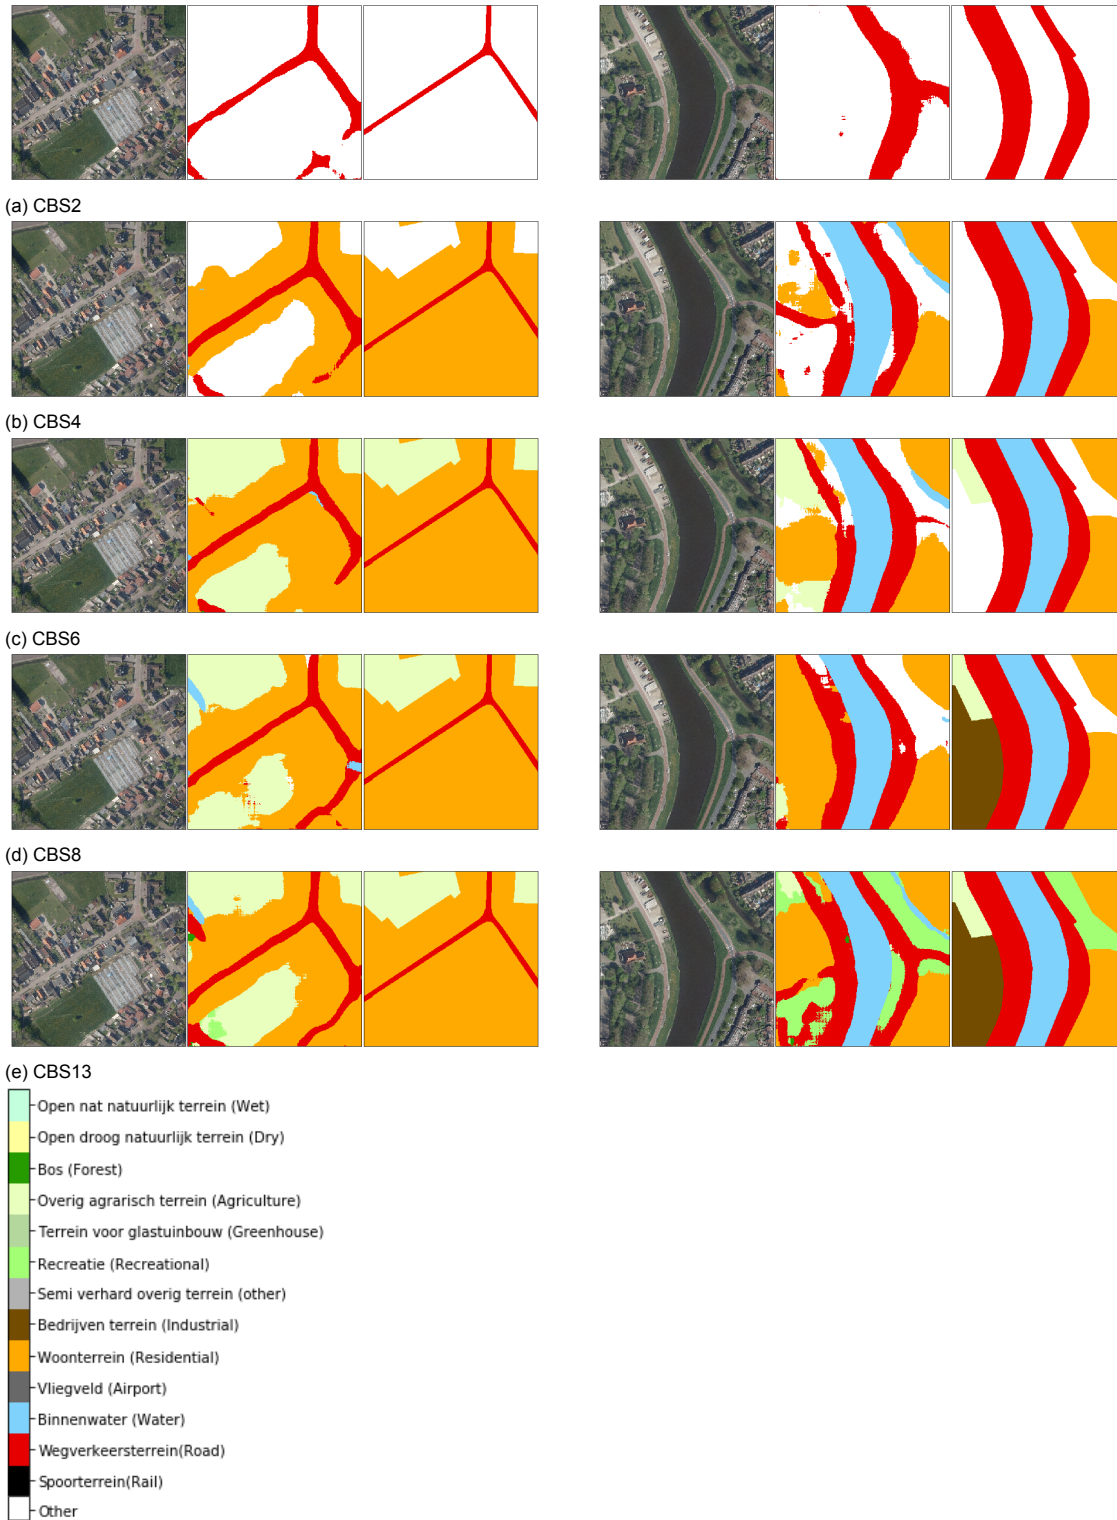 (a) CBS2
(b) CBS4
(c) CBS6
(d) CBS8
(e) CBS13
Open nat natuurlijk terrein (Wet)
Open droog natuurlijk terrein (Dry)
Bos (Forest)
Overig agrarisch terrein (Agriculture)
Terrein voor glastuinbouw (Greenhouse)
Recreatie (Recreational)
Semi verhard overig terrein (other)
Bedrijven terrein (Industrial)
Woonterrein (Residential)
Vliegveld (Airport)
Binnenwater (Water)
Wegverkeersterrein(Road)
Spoorterrein(Rail)
Other